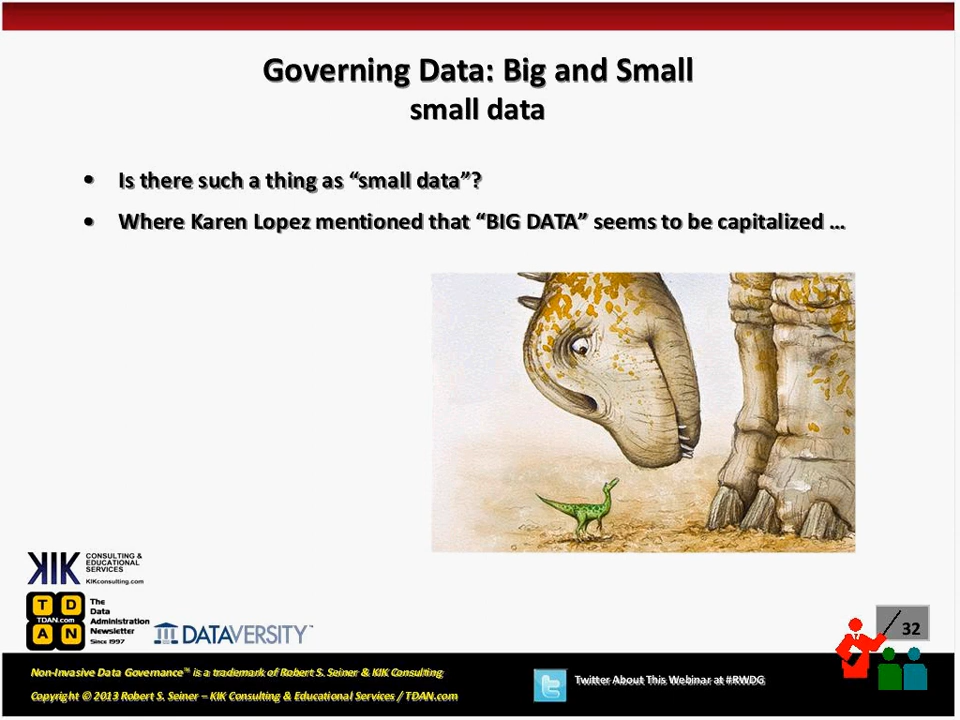 Governing Data: Big and Small
small data
• Is there such a thing as “small data”?
• Where Karen Lopez mentioned that “BIG DATA” seems to be capitalized …
KIK CONSULTING &
EDUCATIONAL
SERVICES
KIKconsulting.com
T D
TDAN.com
A N
The
Data
Administration
Newsletter
Since 1997
DATAVERSITY™
32
Non-Invasive Data Governance™ is a trademark of Robert S. Seiner & KIK Consulting
Copyright © 2013 Robert S. Seiner – KIK Consulting & Educational Services / TDAN.com
Twitter About This Webinar at #RWDG